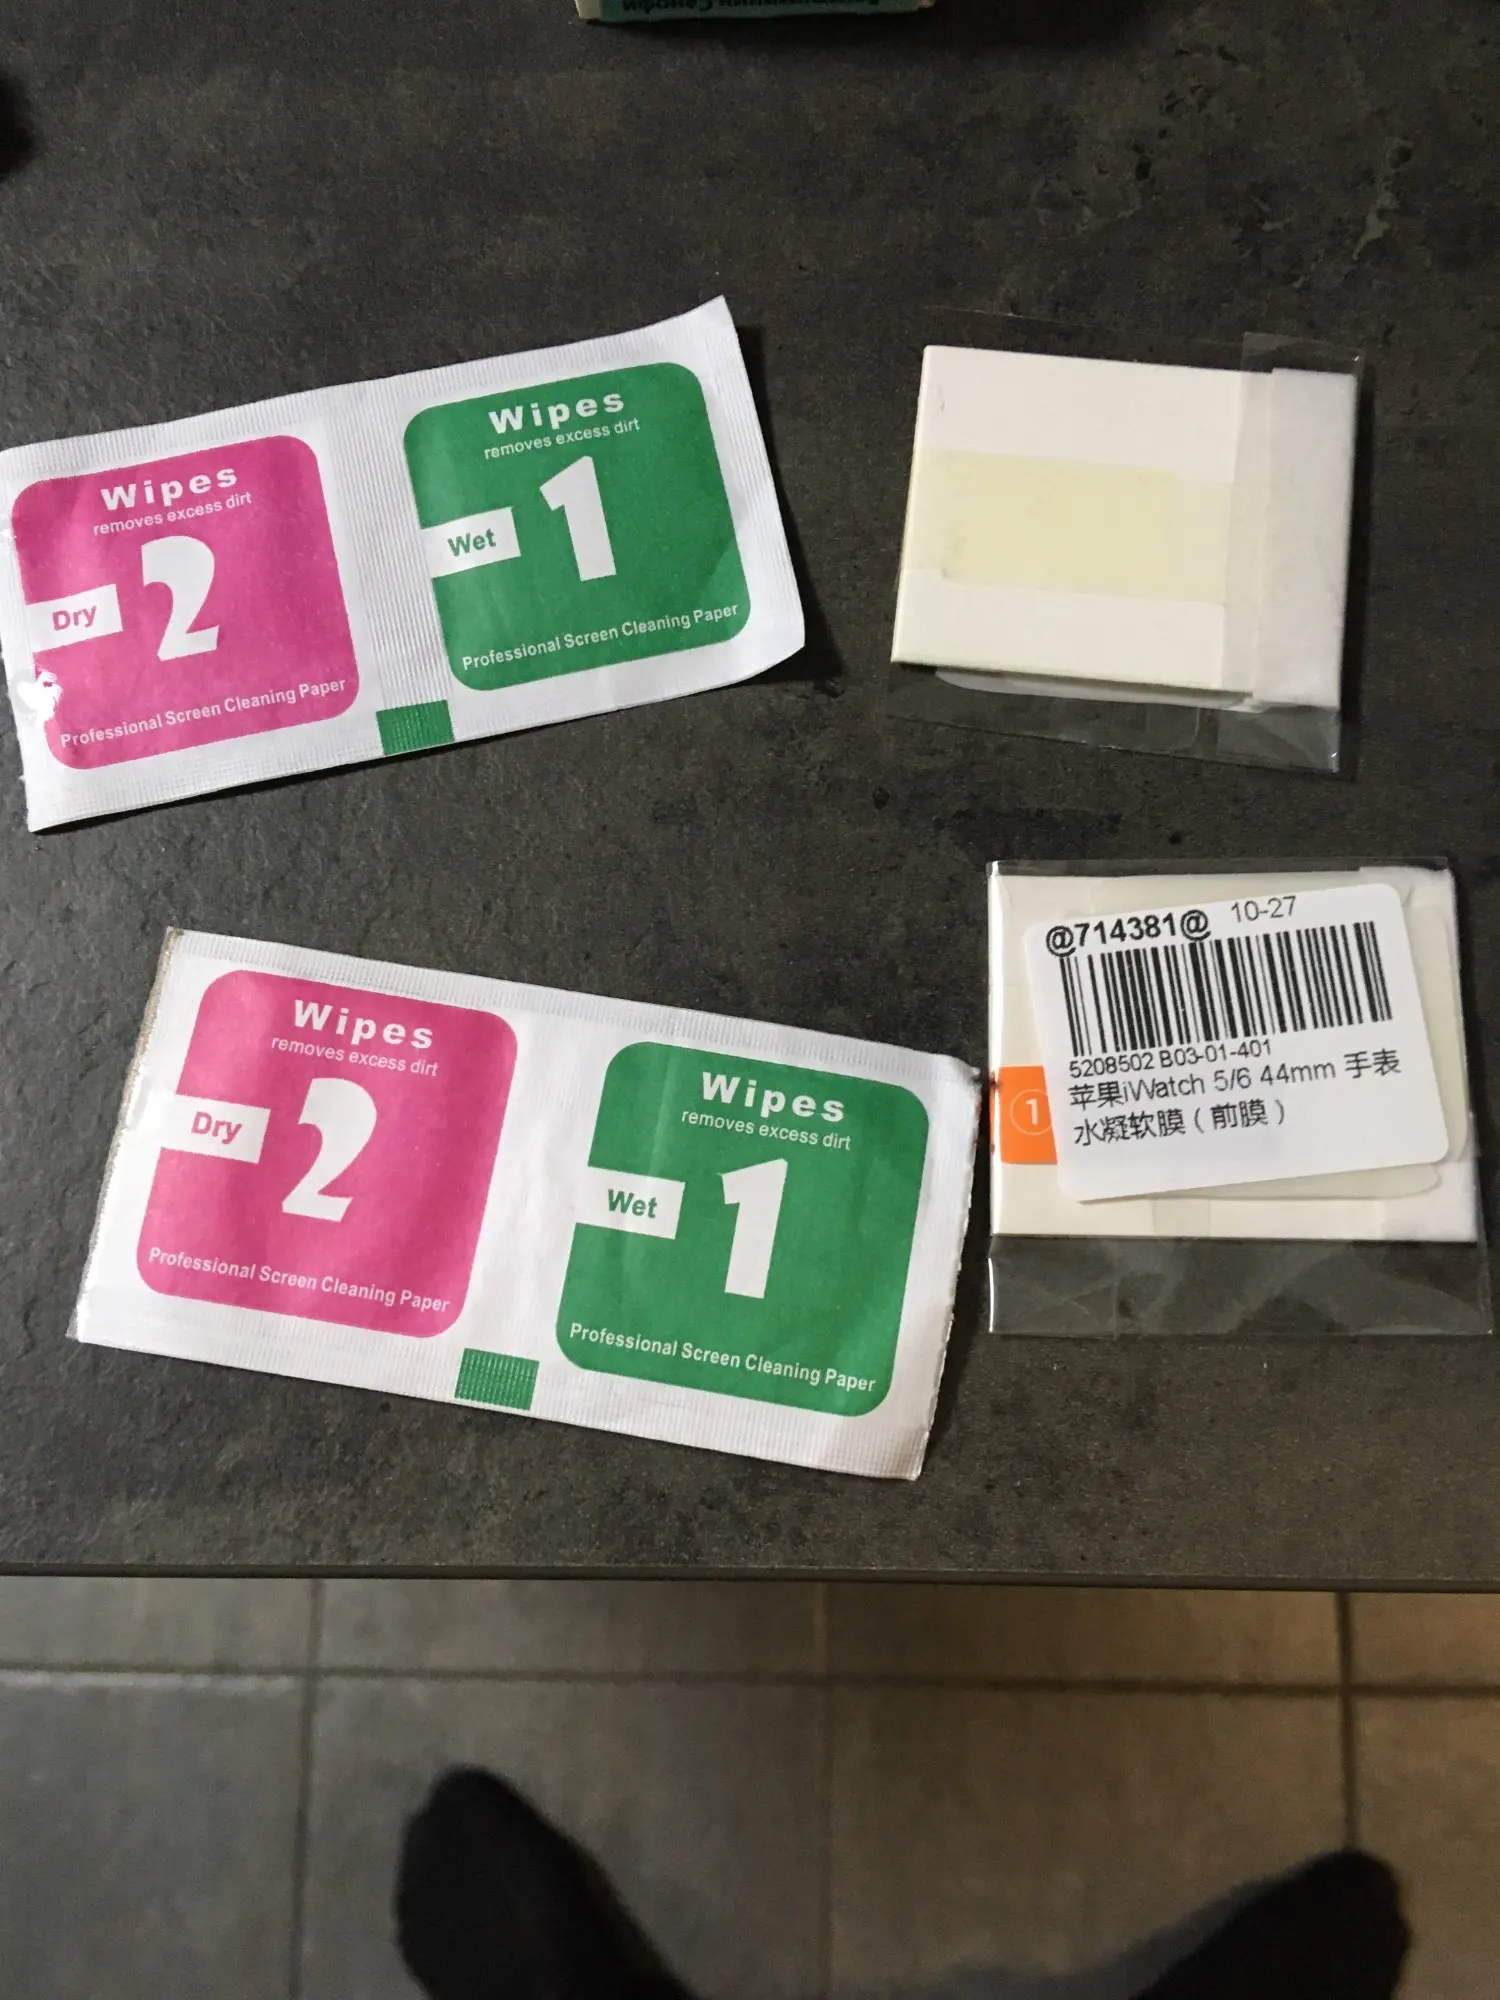 Wipes
removes excess dirt
1
Wet
Professional Screen Cleaning Paper
Wipes
removes excess dirt
2
Dry
Professional Screen Cleaning Paper
@714381@ 10-27
5208502 B03-01-401
苹果iWatch 5/6 44mm 手表
水凝软膜（前膜）
①
Wipes
removes excess dirt
2
Dry
Professional Screen Cleaning Paper
Wipes
removes excess dirt
1
Wet
Professional Screen Cleaning Paper